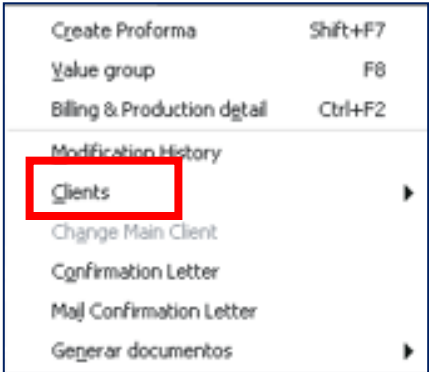 Create Proforma Shift+F7
Value group F8
Billing & Production detail Ctrl+F2
Modification History
Clients
Change Main Client
Confirmation Letter
Mail Confirmation Letter
Generar documentos